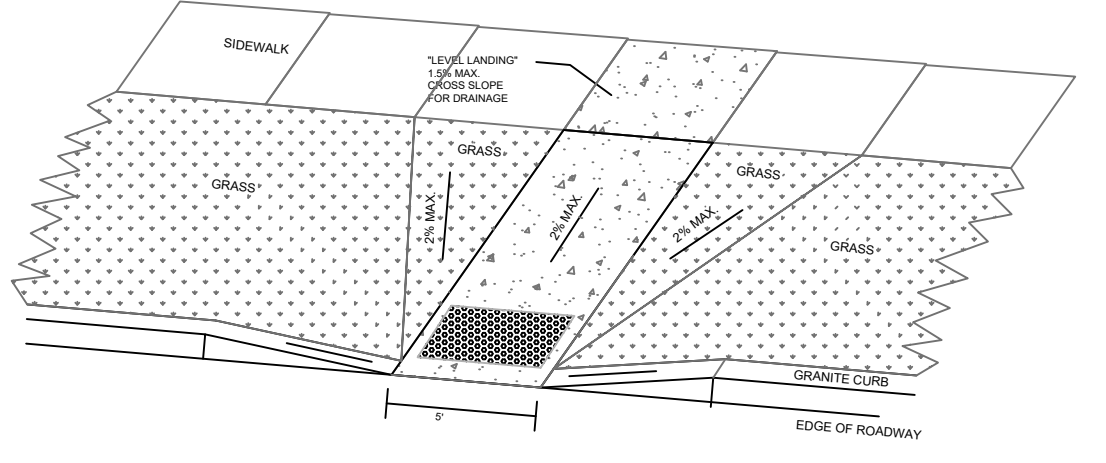 SIDEWALK
"LEVEL LANDING"
1.5% MAX.
CROSS SLOPE
FOR DRAINAGE
GRASS
GRASS
GRASS
GRASS
2% MAX.
2% MAX.
2% MAX.
GRANITE CURB
5'
EDGE OF ROADWAY